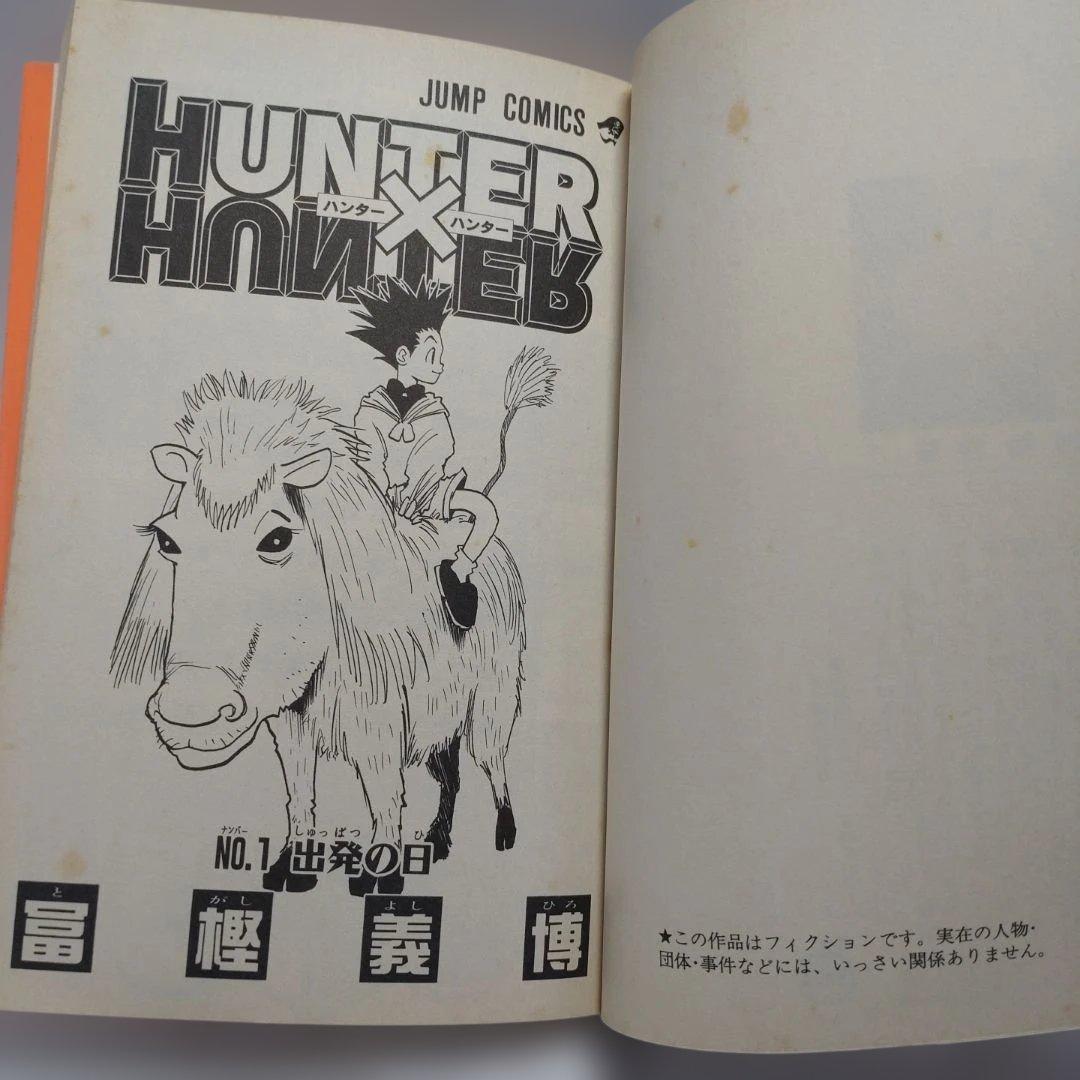 JUMP COMICS
HUNTER
ハンター×ハンター
HUNTER
ナンバー しゅっぱつ ひ
NO.1 出発の日
と がし よし ひろ
冨樫義博
★この作品はフィクションです。実在の人物・
団体・事件などには、いっさい関係ありません。